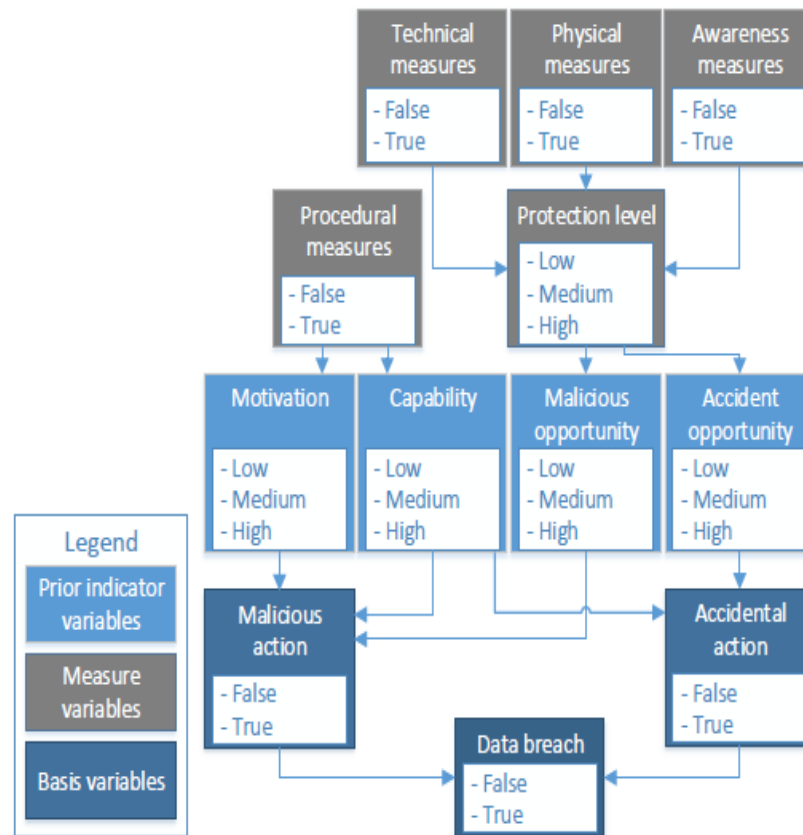 Technical
measures
- False
- True
Physical
measures
- False
- True
Awareness
measures
- False
- True
Procedural
measures
- False
- True
Protection level
- Low
- Medium
- High
Motivation
- Low
- Medium
- High
Capability
- Low
- Medium
- High
Malicious
opportunity
- Low
- Medium
- High
Accident
opportunity
- Low
- Medium
- High
Legend
Prior indicator
variables
Measure
variables
Basis variables
Malicious
action
- False
- True
Accidental
action
- False
- True
Data breach
- False
- True